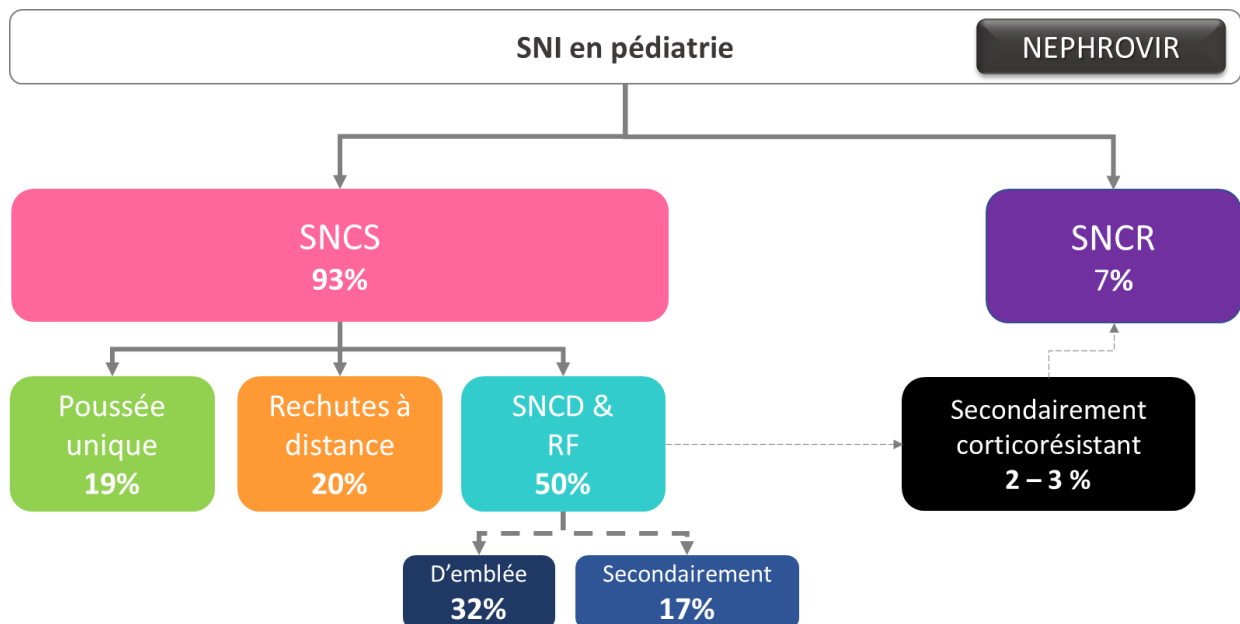 SNI en pédiatrie
NEPHROVIR
SNCS
93%
SNCR
7%
Poussée
unique
19%
Rechutes à
distance
20%
SNCD &
RF
50%
Secondairement
corticorésistant
2 – 3 %
D'emblée
32%
Secondairement
17%